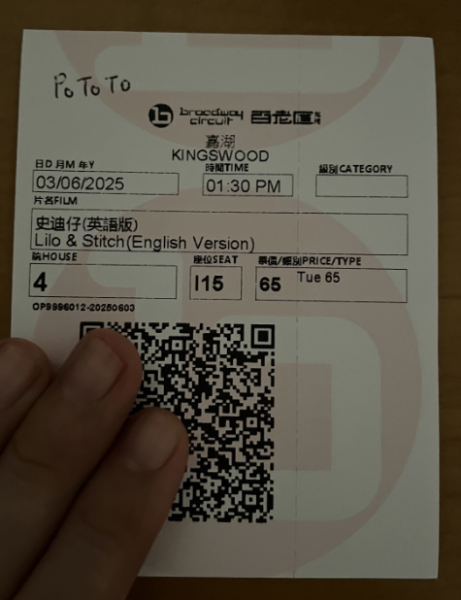 PoToTo
broadway circuit 百老匯院線
嘉湖
KINGSWOOD
日D 月M 年Y 時間TIME 級別CATEGORY
03/06/2025 01:30 PM
片名FILM
史迪仔(英語版)
Lilo & Stitch(English Version)
院HOUSE 座位SEAT 票價/類別PRICE/TYPE
4 I15 65 Tue 65
OP9996012-20250603